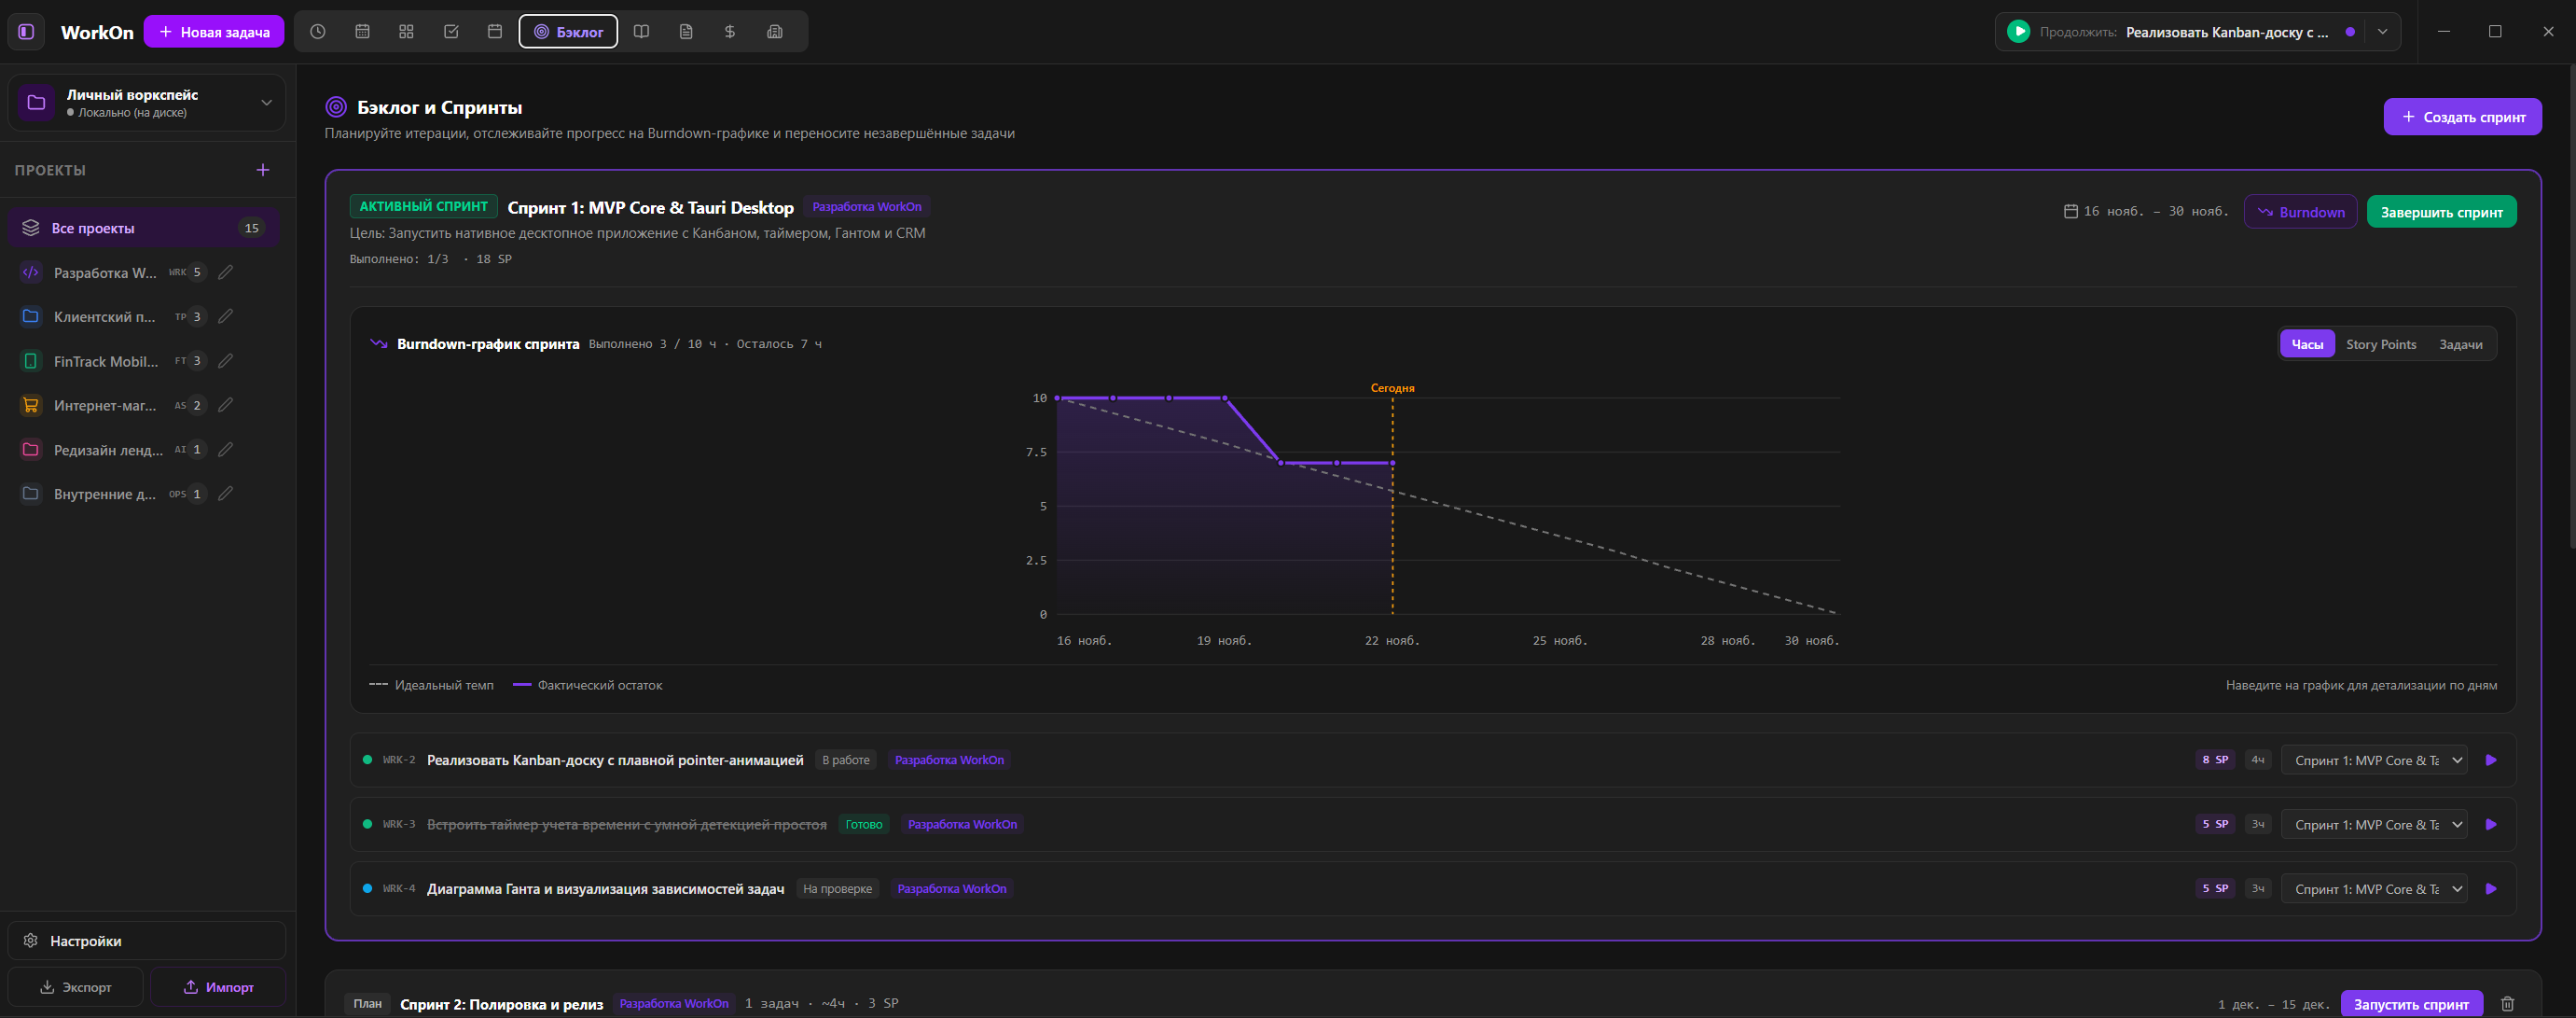 WorkOn
Новая задача
Бэклог
Продолжить: Реализовать Kanban-доску с ...
Личный воркспейс
Локально (на диске)
ПРОЕКТЫ
Все проекты 15
Разработка W... WRK 5
Клиентский п... TP 3
FinTrack Mobil... FT 3
Интернет-маг... AS 2
Редизайн ленд... AI 1
Внутренние д... OPS 1
Настройки
Экспорт Импорт
Бэклог и Спринты
Планируйте итерации, отслеживайте прогресс на Burndown-графике и переносите незавершённые задачи
Создать спринт
АКТИВНЫЙ СПРИНТ Спринт 1: MVP Core & Tauri Desktop Разработка WorkOn
16 нояб. – 30 нояб. Burndown Завершить спринт
Цель: Запустить нативное десктопное приложение с Канбаном, таймером, Гантом и CRM
Выполнено: 1/3 · 18 SP
Burndown-график спринта Выполнено 3 / 10 ч · Осталось 7 ч
Часы Story Points Задачи
Сегодня
10
7.5
5
2.5
0
16 нояб. 19 нояб. 22 нояб. 25 нояб. 28 нояб. 30 нояб.
Идеальный темп Фактический остаток
Наведите на график для детализации по дням
WRK-2 Реализовать Kanban-доску с плавной pointer-анимацией В работе Разработка WorkOn 8 SP 4ч Спринт 1: MVP Core & Ta
WRK-3 Встроить таймер учета времени с умной детекцией простоя Готово Разработка WorkOn 5 SP 3ч Спринт 1: MVP Core & Ta
WRK-4 Диаграмма Ганта и визуализация зависимостей задач На проверке Разработка WorkOn 5 SP 3ч Спринт 1: MVP Core & Ta
План Спринт 2: Полировка и релиз Разработка WorkOn 1 задач · ~4ч · 3 SP
1 дек. – 15 дек. Запустить спринт